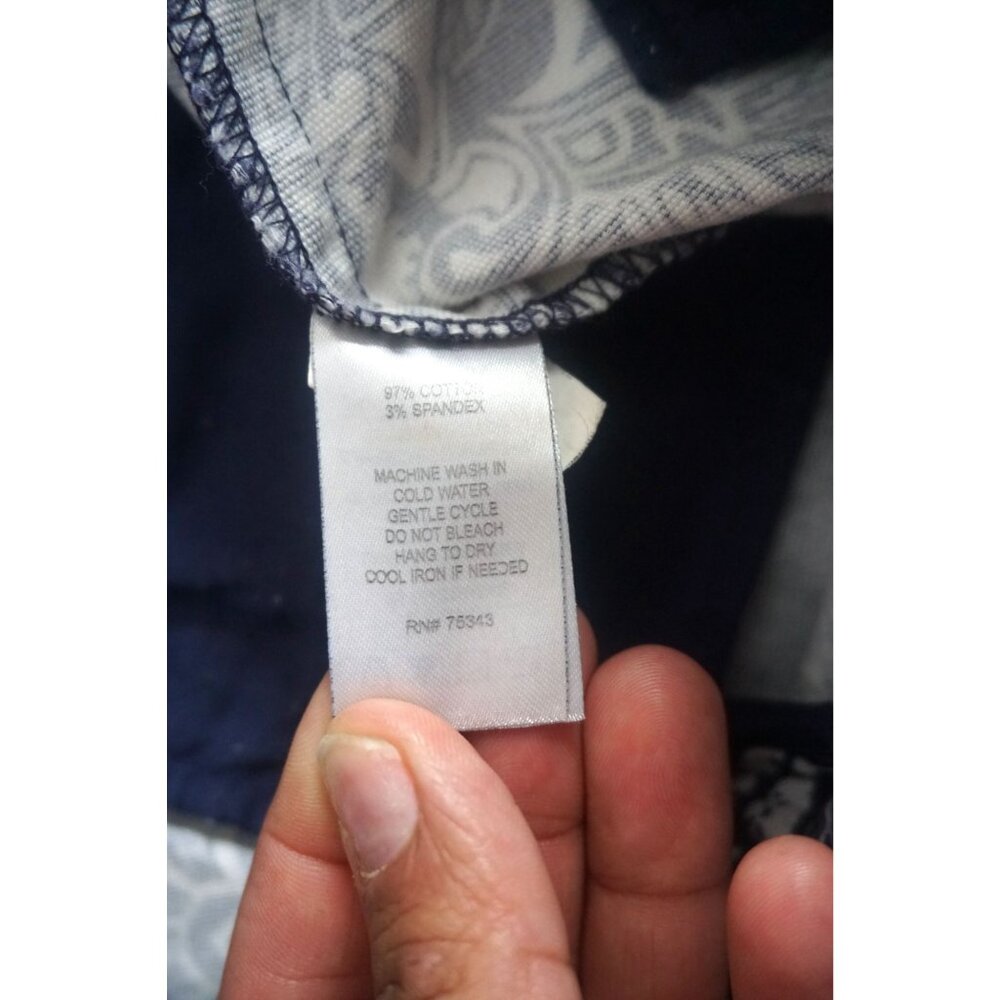 97% COTTON
3% SPANDEX
MACHINE WASH IN
COLD WATER
GENTLE CYCLE
DO NOT BLEACH
HANG TO DRY
COOL IRON IF NEEDED
RN# 75343